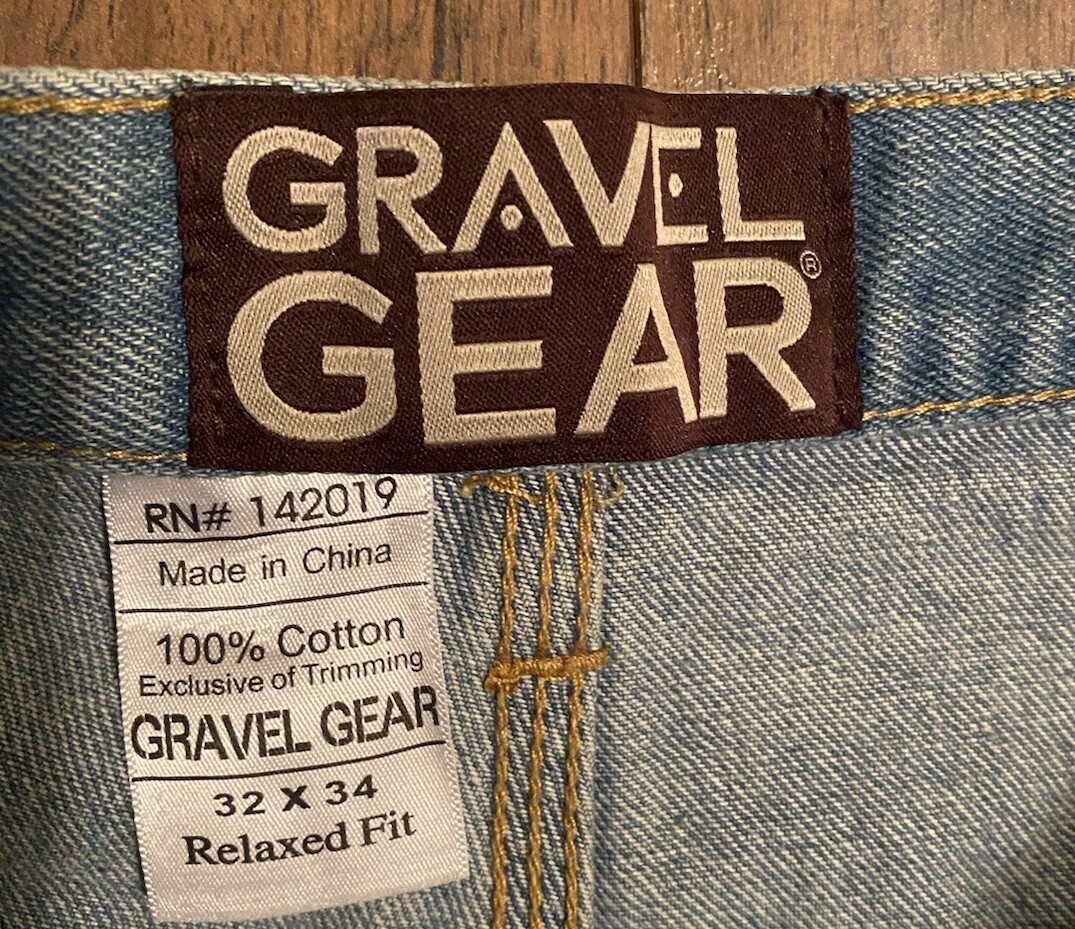 GRAVEL
GEAR®
RN# 142019
Made in China
100% Cotton
Exclusive of Trimming
GRAVEL GEAR
32 X 34
Relaxed Fit